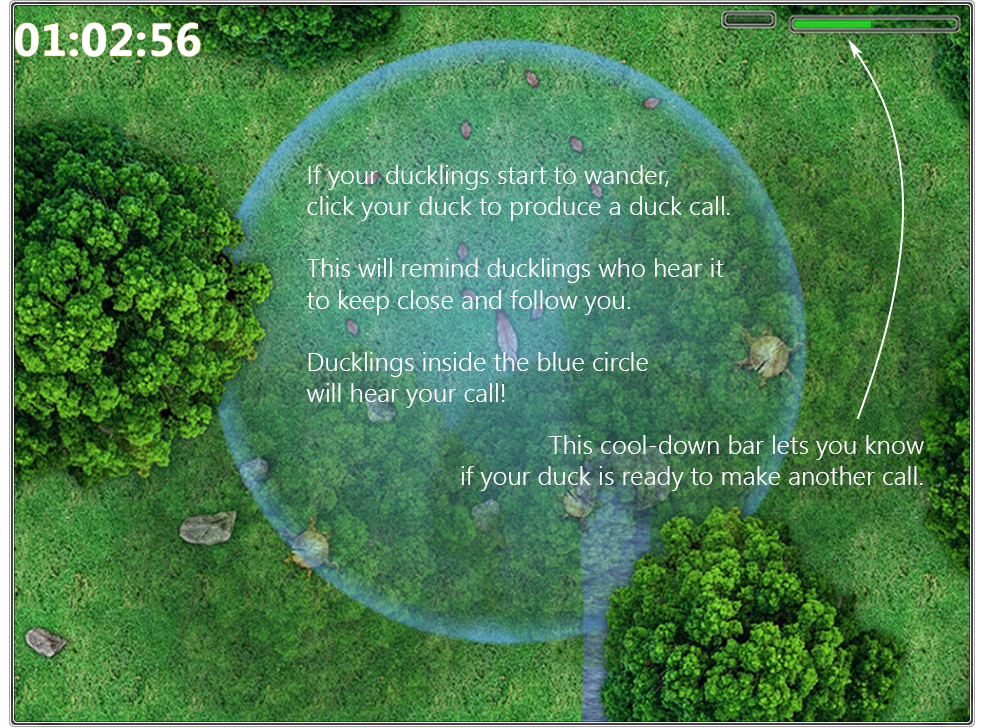 01:02:56
If your ducklings start to wander,
click your duck to produce a duck call.
This will remind ducklings who hear it
to keep close and follow you.
Ducklings inside the blue circle
will hear your call!
This cool-down bar lets you know
if your duck is ready to make another call.